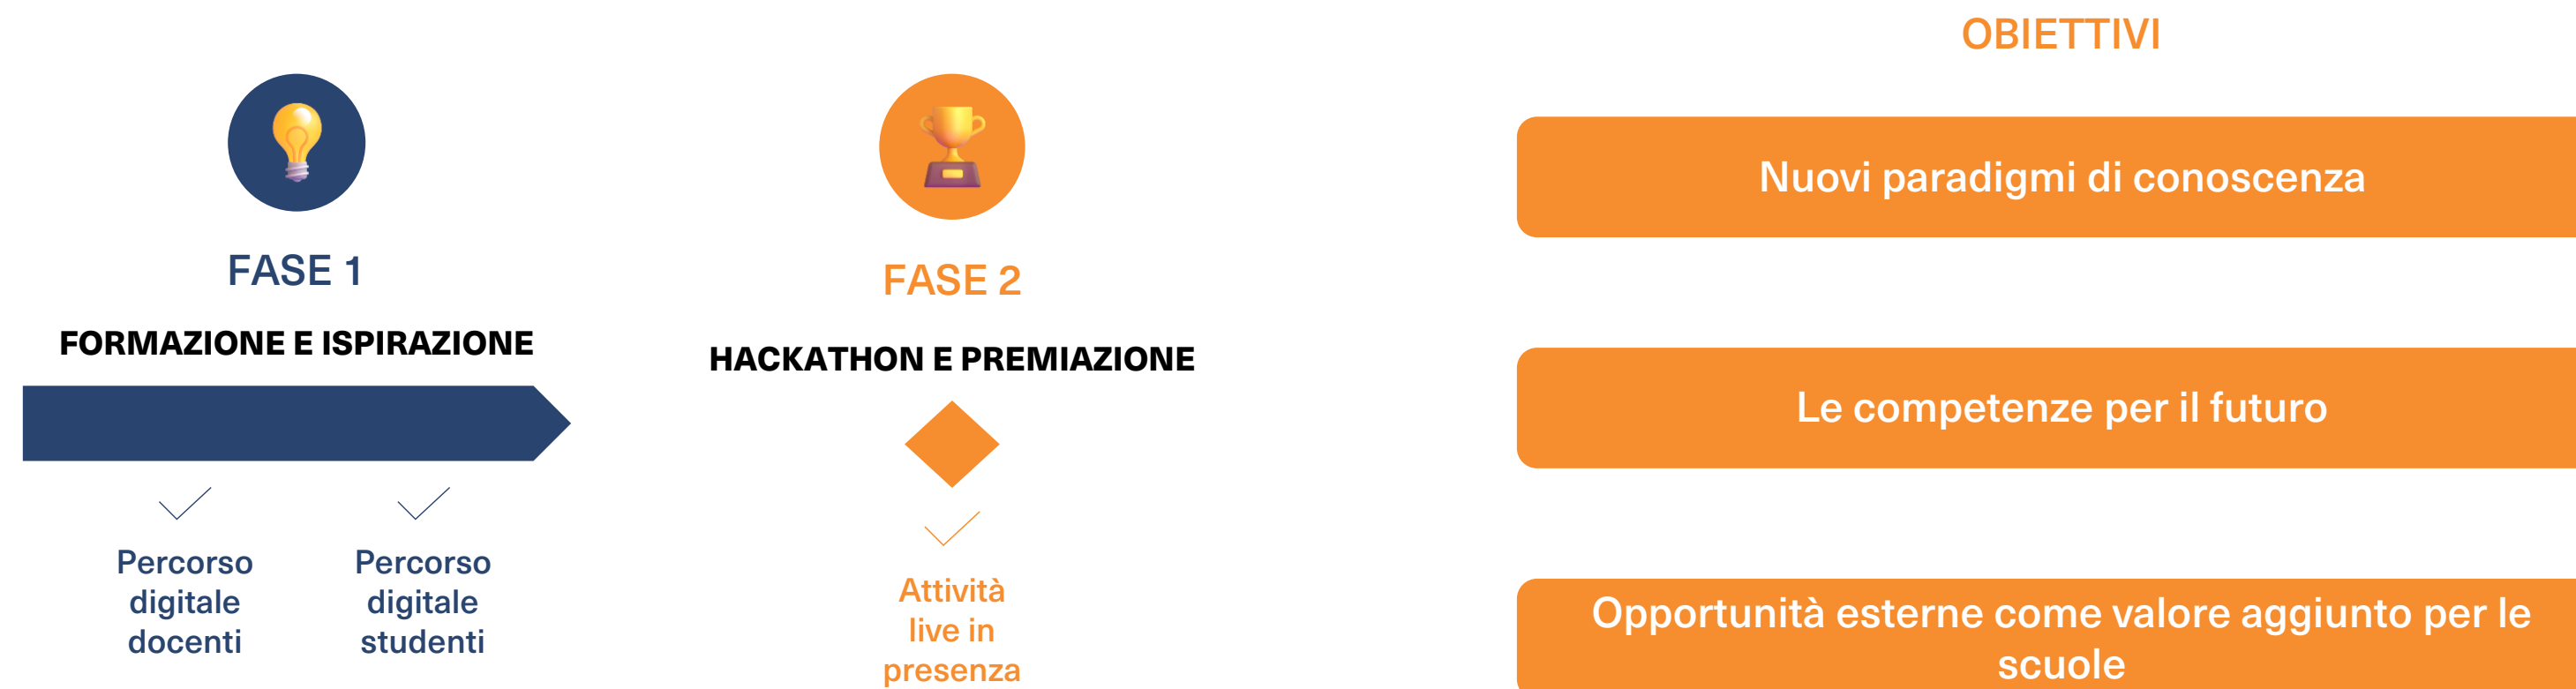 FASE 1
FORMAZIONE E ISPIRAZIONE
Percorso
digitale
docenti
Percorso
digitale
studenti
FASE 2
HACKATHON E PREMIAZIONE
Attività
live in
presenza
OBIETTIVI
Nuovi paradigmi di conoscenza
Le competenze per il futuro
Opportunità esterne come valore aggiunto per le
scuole